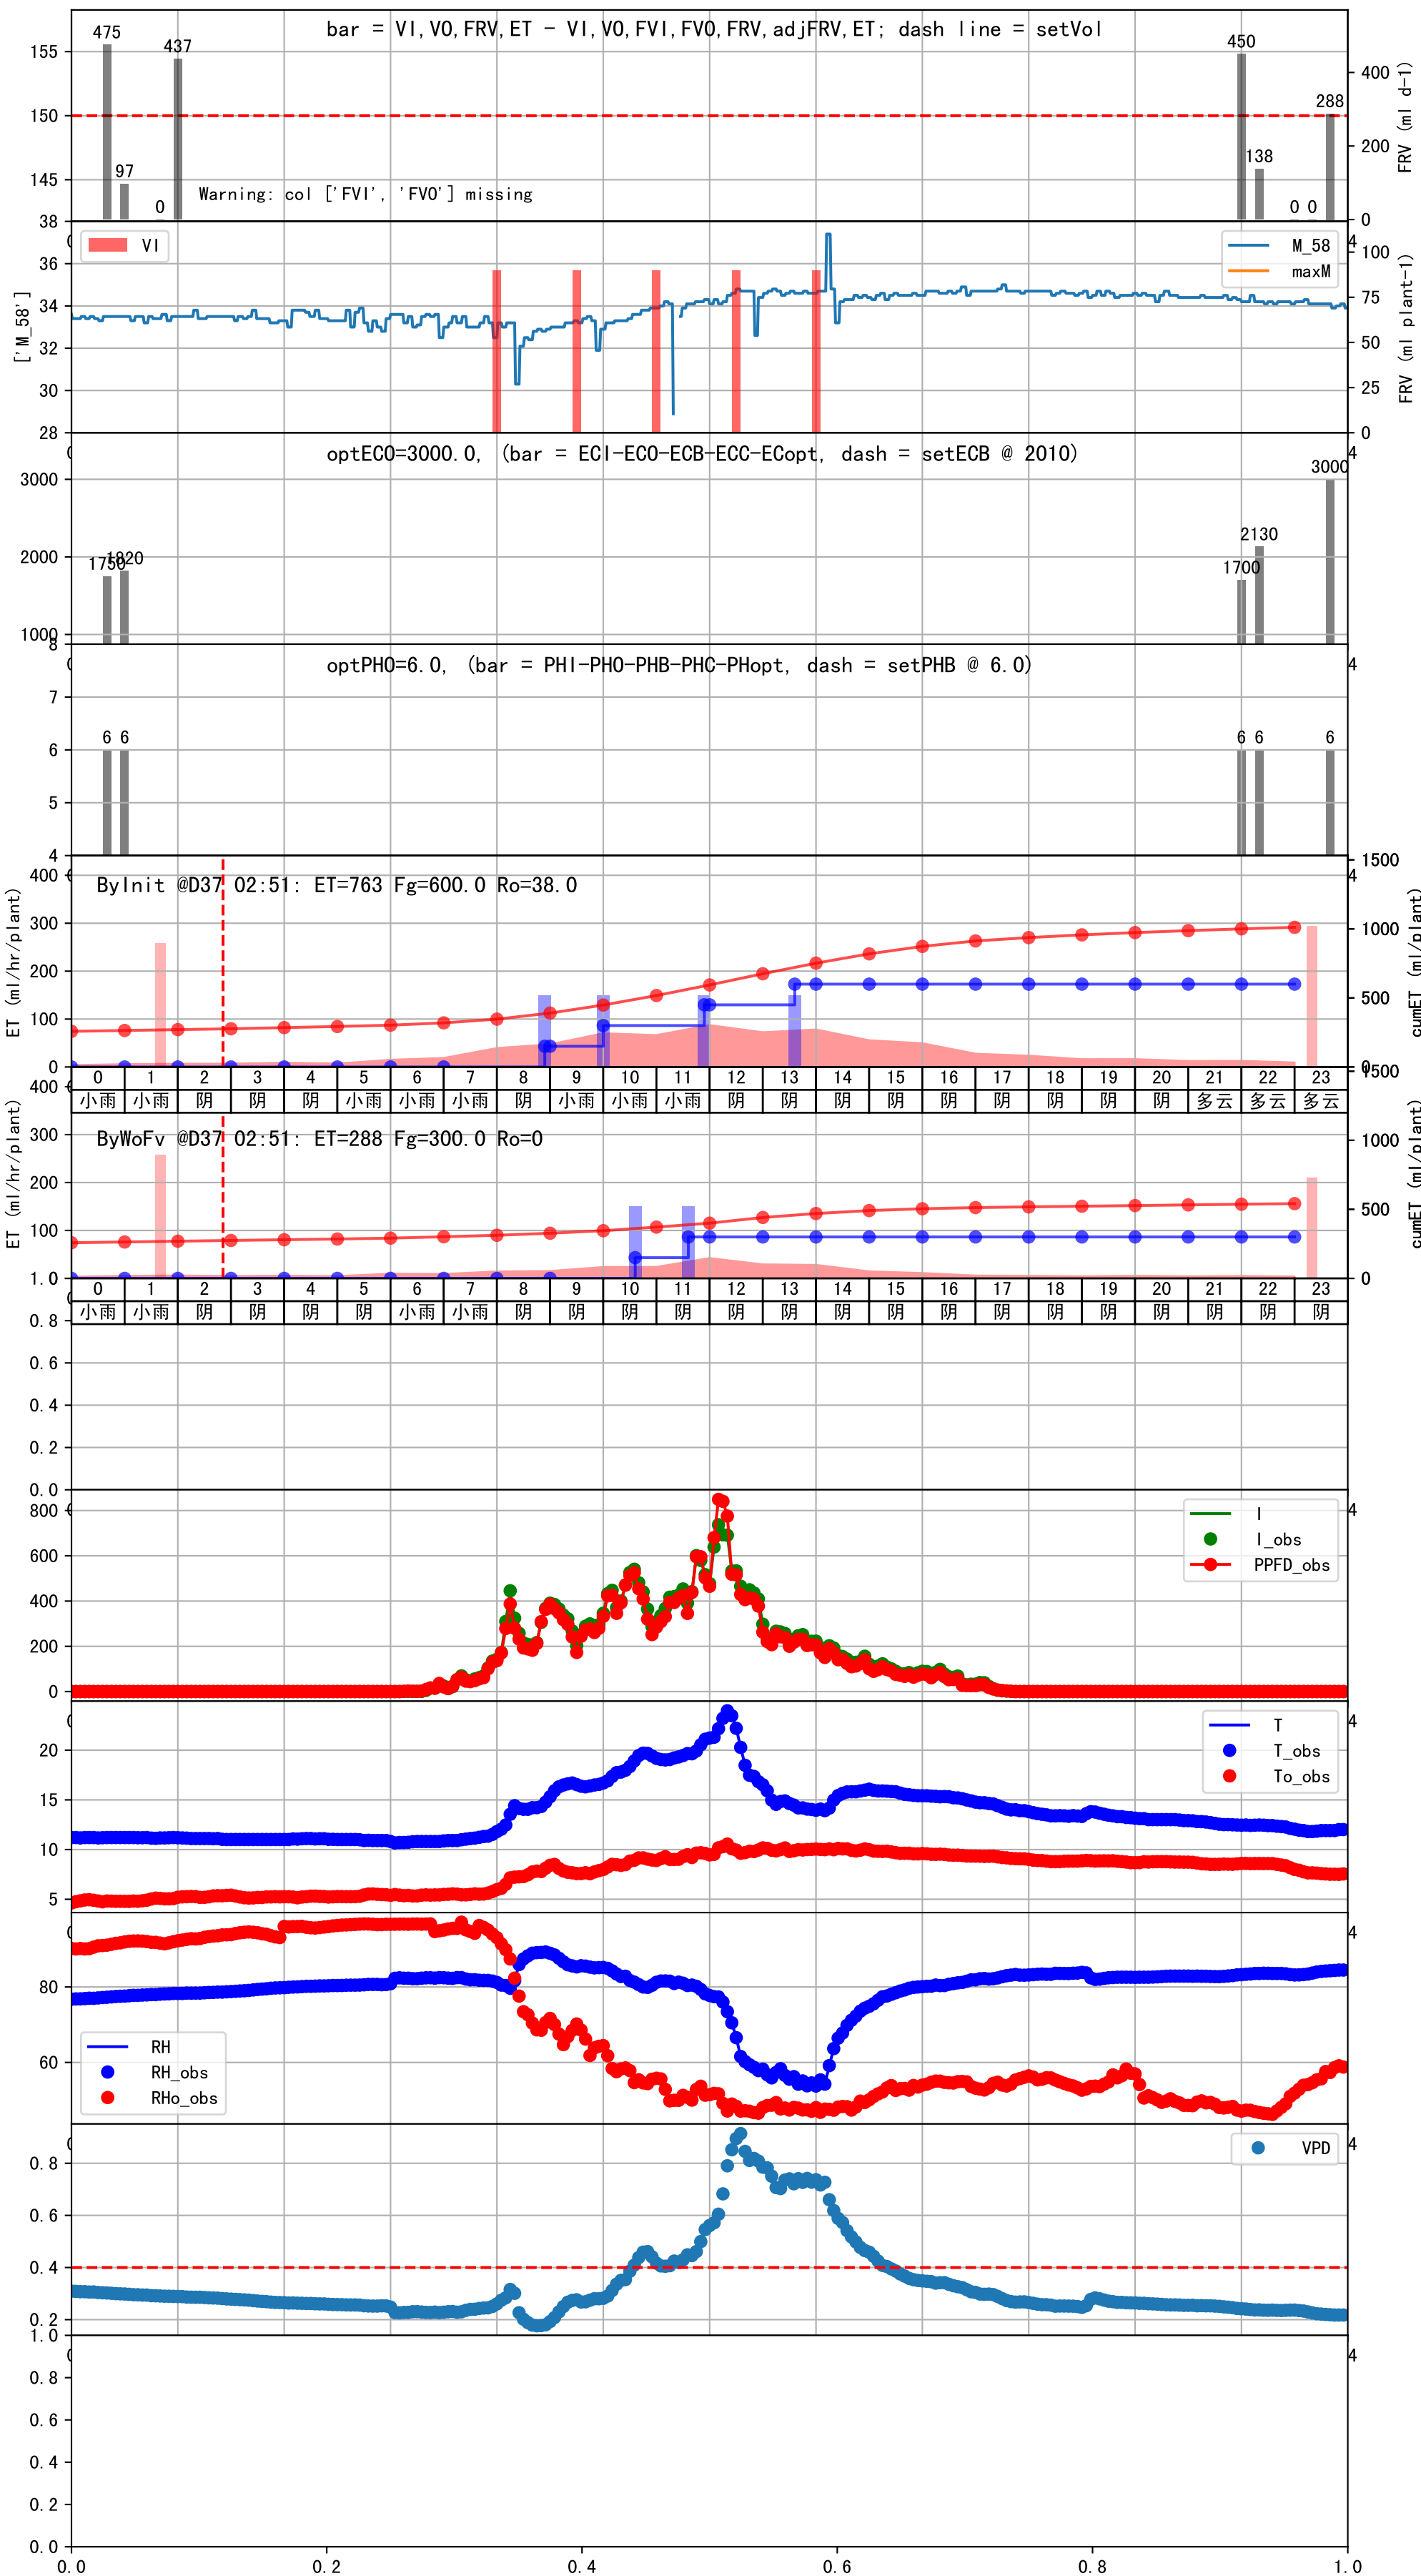 bar = VI,VO,FRV,ET - VI,VO,FVI,FVO,FRV,adjFRV,ET; dash line = setVol
475
97
0
437
450
138
0 0
288
Warning: col ['FVI', 'FVO'] missing
155
150
145
400
200
0
FRV (ml d-1)
VI
M_58
maxM
['M_58']
38
36
34
32
30
28
100
75
50
25
0
FRV (ml plant-1)
optECO=3000.0, (bar = ECI-ECO-ECB-ECC-ECopt, dash = setECB @ 2010)
3000
2000
1000
1750
1820
1700
2130
3000
optPHO=6.0, (bar = PHI-PHO-PHB-PHC-PHopt, dash = setPHB @ 6.0)
8
7
6
5
4
6 6
6 6
6
ByInit @D37 02:51: ET=763 Fg=600.0 Ro=38.0
ET (ml/hr/plant)
400
300
200
100
0
1500
1000
500
0
cumET (ml/plant)
0 1 2 3 4 5 6 7 8 9 10 11 12 13 14 15 16 17 18 19 20 21 22 23
小雨 小雨 阴 阴 阴 小雨 小雨 小雨 阴 小雨 小雨 小雨 阴 阴 阴 阴 阴 阴 阴 阴 阴 多云 多云 多云
ByWoFv @D37 02:51: ET=288 Fg=300.0 Ro=0
ET (ml/hr/plant)
400
300
200
100
1500
1000
500
0
cumET (ml/plant)
0 1 2 3 4 5 6 7 8 9 10 11 12 13 14 15 16 17 18 19 20 21 22 23
小雨 小雨 阴 阴 阴 阴 小雨 小雨 阴 阴 阴 阴 阴 阴 阴 阴 阴 阴 阴 阴 阴 阴 阴 阴
1.0
0.8
0.6
0.4
0.2
0.0
800
600
400
200
0
I
I_obs
PPFD_obs
20
15
10
5
T
T_obs
To_obs
80
60
RH
RH_obs
RHo_obs
0.8
0.6
0.4
0.2
VPD
1.0
0.8
0.6
0.4
0.2
0.0
0.0 0.2 0.4 0.6 0.8 1.0